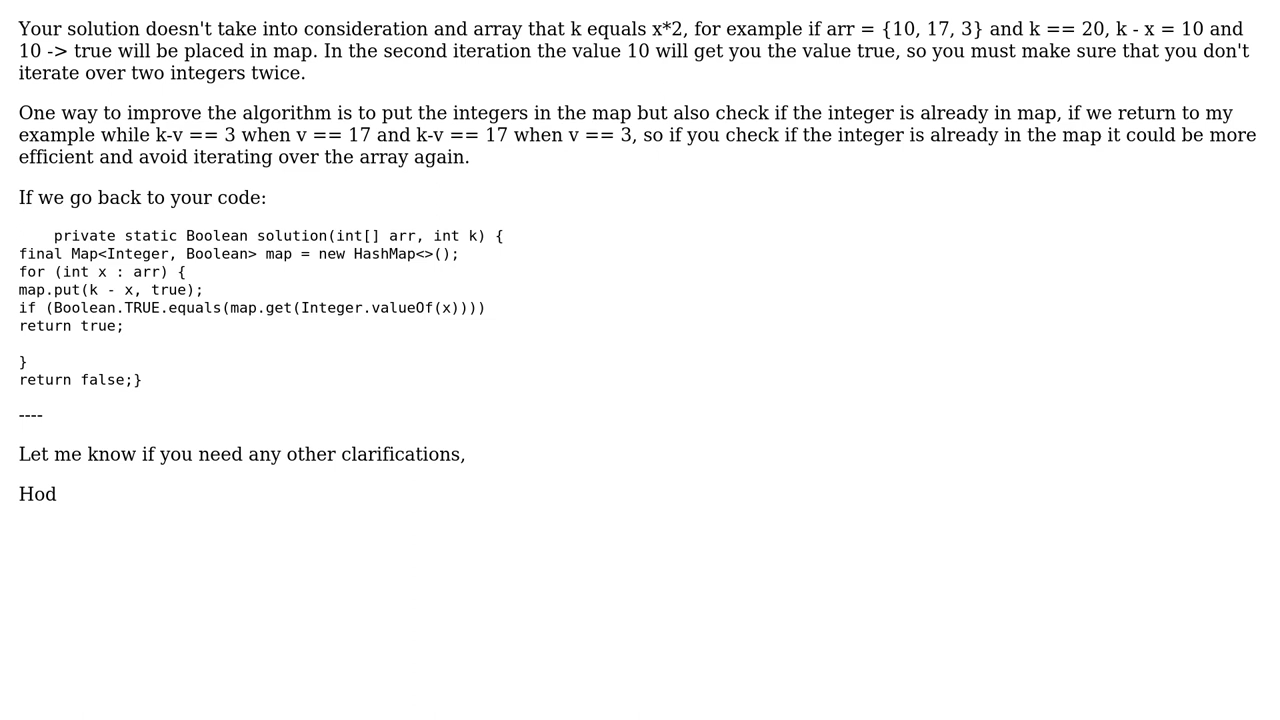 Your solution doesn't take into consideration and array that k equals x*2, for example if arr = {10, 17, 3} and k == 20, k - x = 10 and
10 -> true will be placed in map. In the second iteration the value 10 will get you the value true, so you must make sure that you don't
iterate over two integers twice.
One way to improve the algorithm is to put the integers in the map but also check if the integer is already in map, if we return to my
example while k-v == 3 when v == 17 and k-v == 17 when v == 3, so if you check if the integer is already in the map it could be more
efficient and avoid iterating over the array again.
If we go back to your code:
    private static Boolean solution(int[] arr, int k) {
final Map<Integer, Boolean> map = new HashMap<>();
for (int x : arr) {
map.put(k - x, true);
if (Boolean.TRUE.equals(map.get(Integer.valueOf(x))))
return true;
}
return false;}
----
Let me know if you need any other clarifications,
Hod